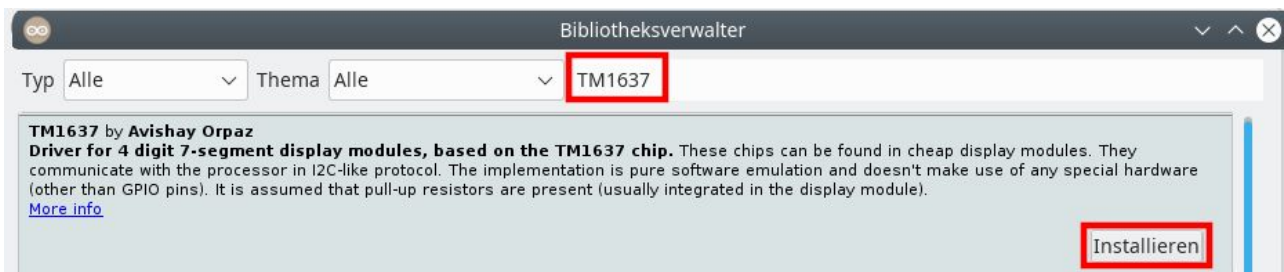 Bibliotheksverwalter
Typ Alle Thema Alle TM1637
TM1637 by Avishay Orpaz
Driver for 4 digit 7-segment display modules, based on the TM1637 chip. These chips can be found in cheap display modules. They
communicate with the processor in I2C-like protocol. The implementation is pure software emulation and doesn't make use of any special hardware
(other than GPIO pins). It is assumed that pull-up resistors are present (usually integrated in the display module).
More info
Installieren